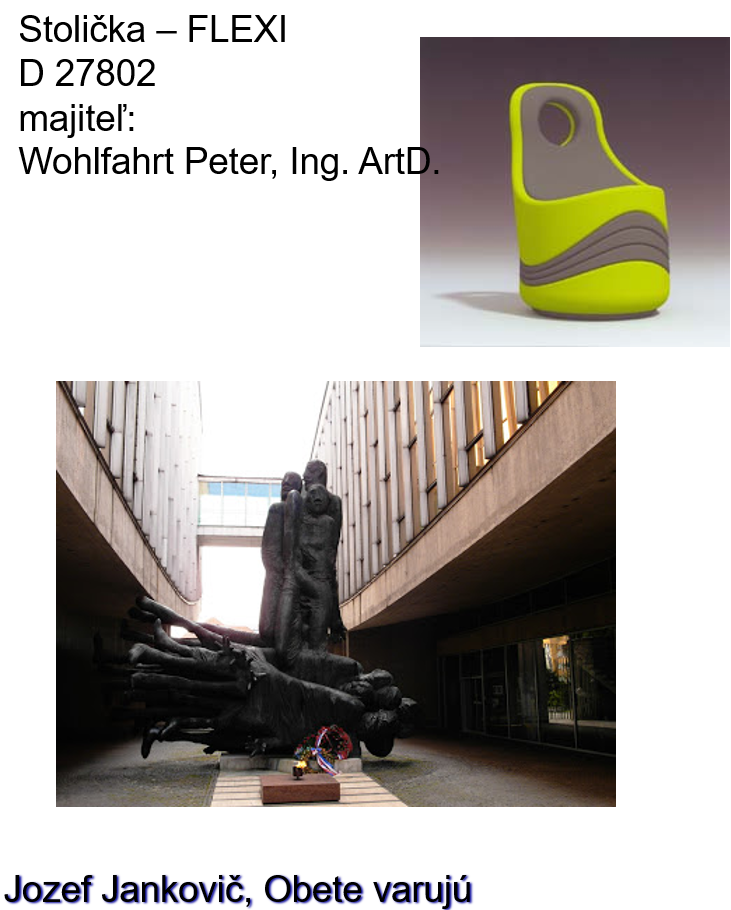 Stolička – FLEXI
D 27802
majiteľ:
Wohlfahrt Peter, Ing. ArtD.
Jozef Jankovič, Obete varujú